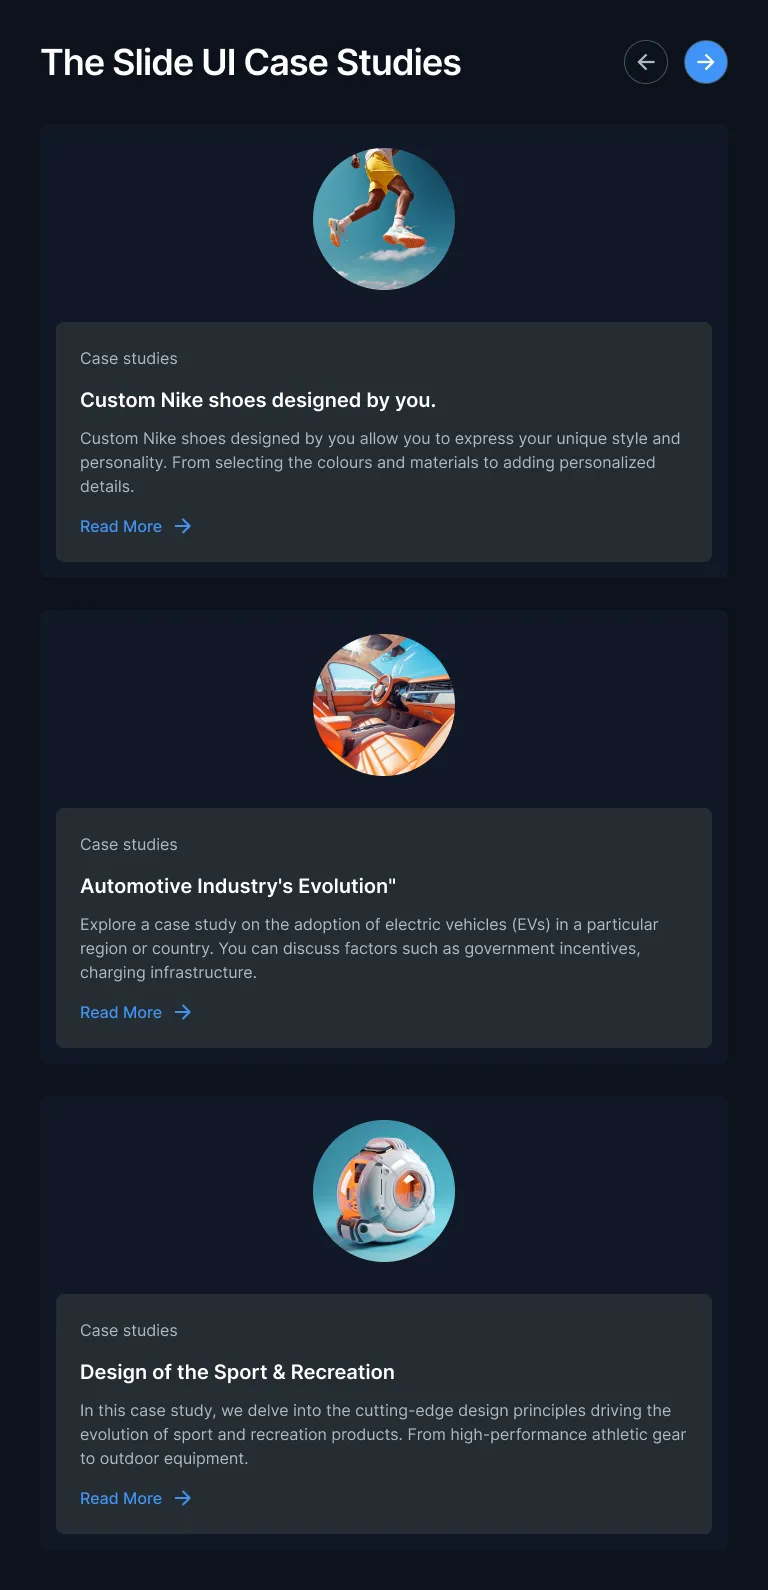 The Slide UI Case Studies
Case studies
Custom Nike shoes designed by you.
Custom Nike shoes designed by you allow you to express your unique style and
personality. From selecting the colours and materials to adding personalized
details.
Read More
Case studies
Automotive Industry's Evolution"
Explore a case study on the adoption of electric vehicles (EVs) in a particular
region or country. You can discuss factors such as government incentives,
charging infrastructure.
Read More
Case studies
Design of the Sport & Recreation
In this case study, we delve into the cutting-edge design principles driving the
evolution of sport and recreation products. From high-performance athletic gear
to outdoor equipment.
Read More